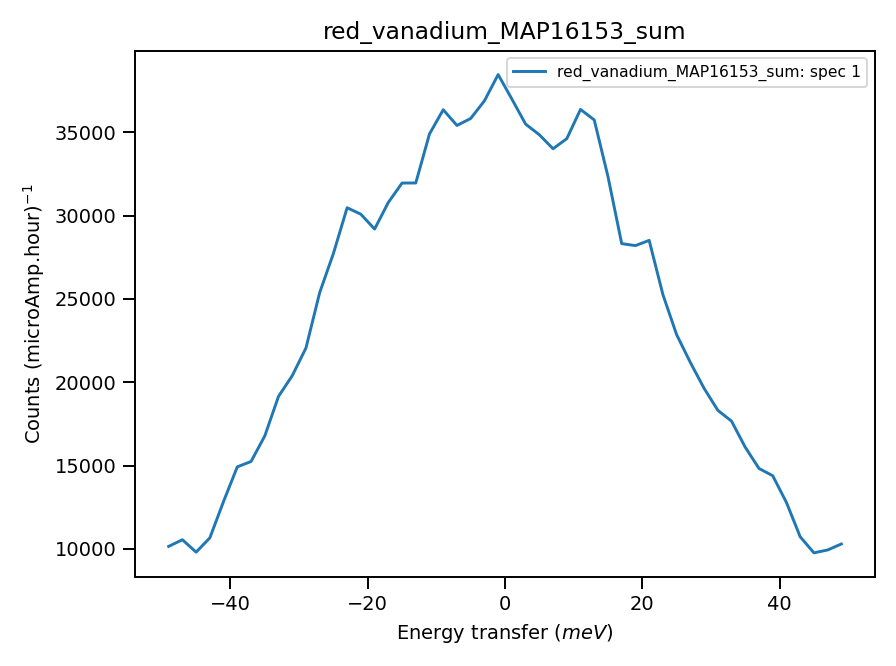 red_vanadium_MAP16153_sum
red_vanadium_MAP16153_sum: spec 1
35000
30000
25000
20000
15000
10000
Counts (microAmp.hour)⁻¹
−40
−20
0
20
40
Energy transfer (meV)